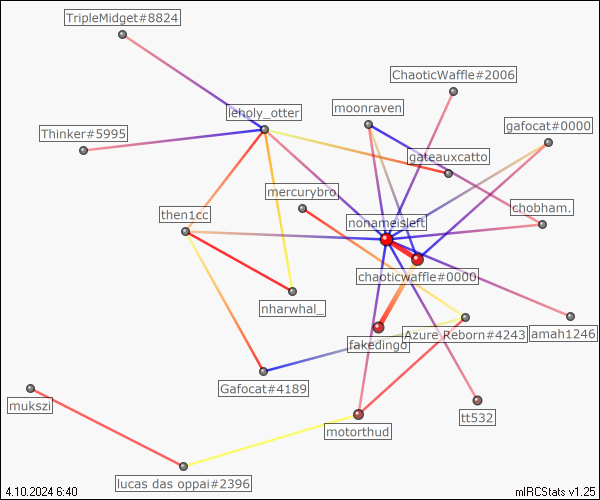 TripleMidget#8824
ChaoticWaffle#2006
leholy_otter
moonraven
gafocat#0000
Thinker#5995
gateauxcatto
mercurybro
chobham.
then1cc
nonameisleft
chaoticwaffle#0000
nharwhal_
fakedingo
Azure Reborn#4243
amah1246
Gafocat#4189
mukszi
tt532
motorthud
lucas das oppai#2396
4.10.2024 6:40
mIRCStats v1.25